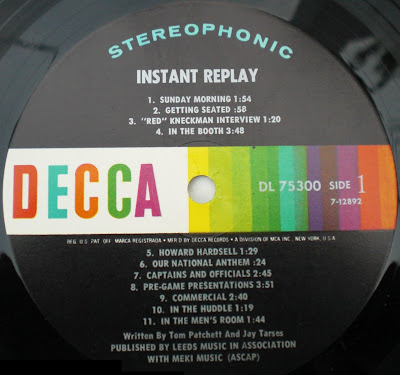 STEREOPHONIC
INSTANT REPLAY
1. SUNDAY MORNING 1:54
2. GETTING SEATED :58
3. "RED" KNECKMAN INTERVIEW 1:20
4. IN THE BOOTH 3:48
DECCA
DL 75300 SIDE 1
7-12892
REG. U.S. PAT. OFF. MARCA REGISTRADA • MFR'D BY DECCA RECORDS • A DIVISION OF MCA INC., NEW YORK, U.S.A.
5. HOWARD HARDSELL 1:29
6. OUR NATIONAL ANTHEM :24
7. CAPTAINS AND OFFICIALS 2:45
8. PRE-GAME PRESENTATIONS 3:51
9. COMMERCIAL 2:40
10. IN THE HUDDLE 1:19
11. IN THE MEN'S ROOM 1:44
Written By Tom Patchett And Jay Tarses
PUBLISHED BY LEEDS MUSIC IN ASSOCIATION
WITH MEKI MUSIC (ASCAP)